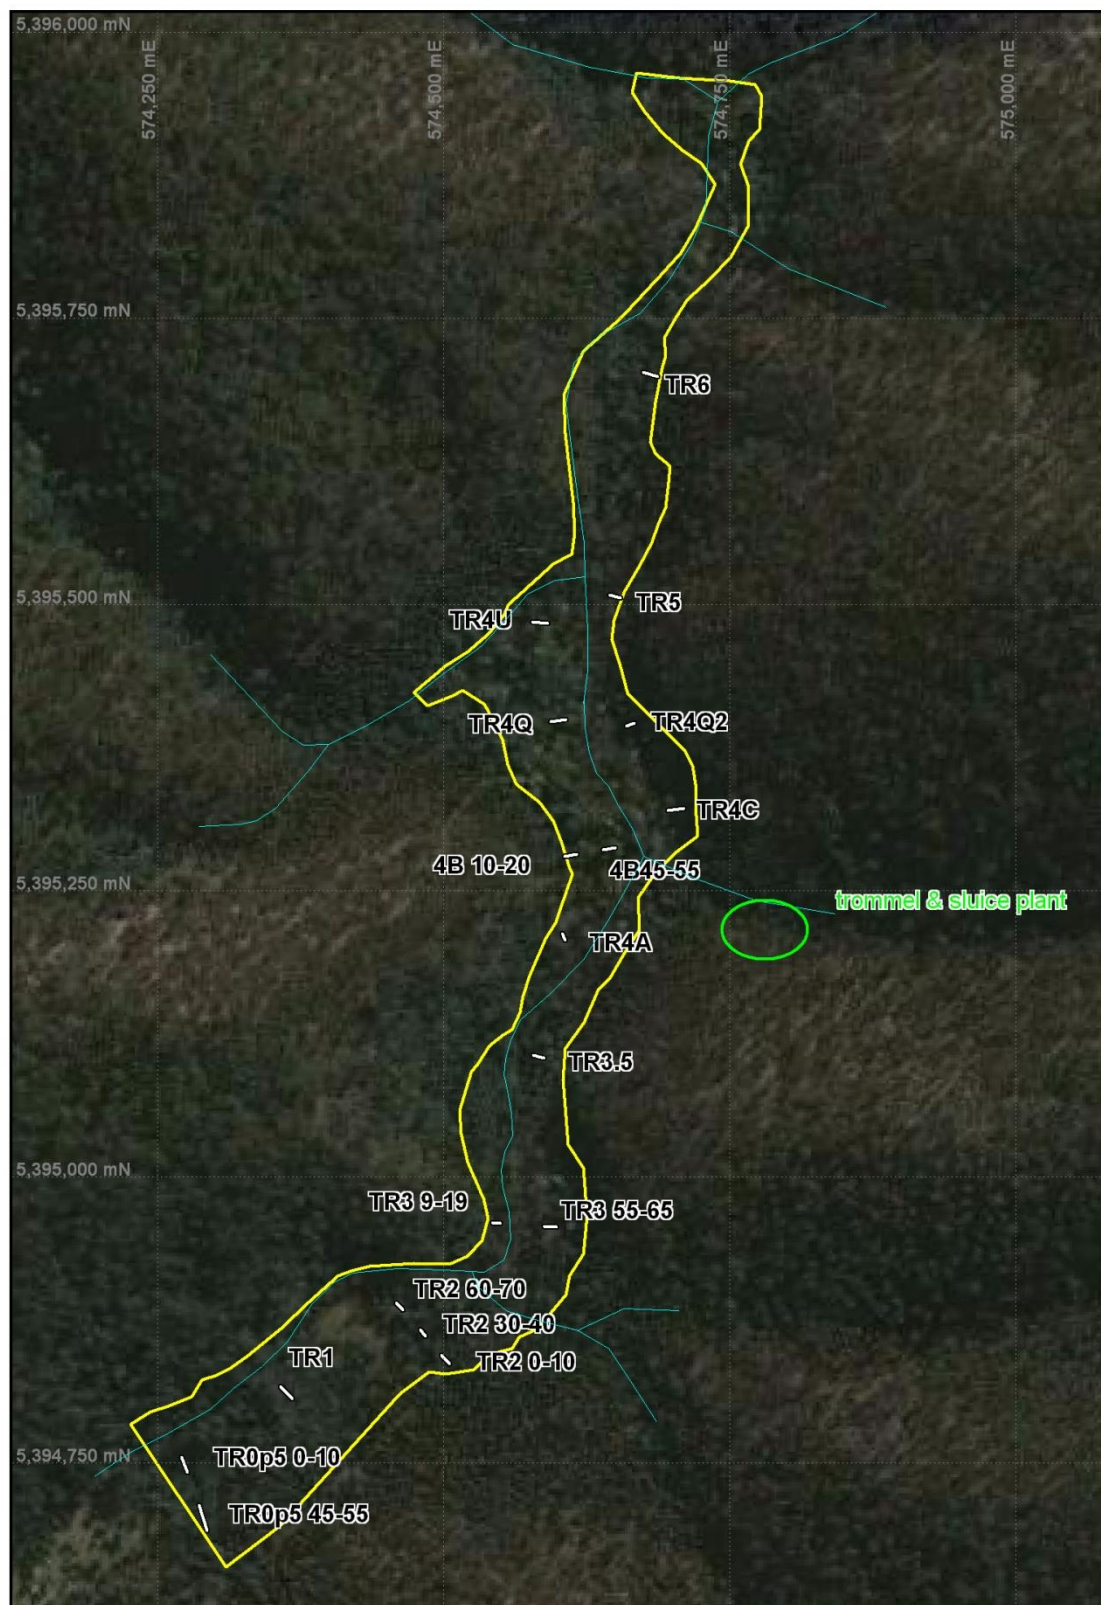 5,396,000 mN
574,250 mE
574,500 mE
574,750 mE
575,000 mE
5,395,750 mN
TR6
5,395,500 mN
TR5
TR4U
TR4Q
TR4Q2
TR4C
4B 10-20
4B45-55
5,395,250 mN
trommel & sluice plant
TR4A
TR3.5
5,395,000 mN
TR3 9-19
TR3 55-65
TR2 60-70
TR2 30-40
TR1
TR2 0-10
5,394,750 mN
TR0p5 0-10
TR0p5 45-55